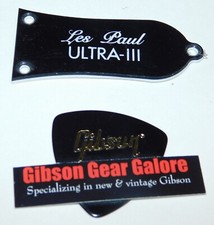 Les Paul
ULTRA-III
Gibson
Gibson Gear Galore
Specializing in new & vintage Gibson